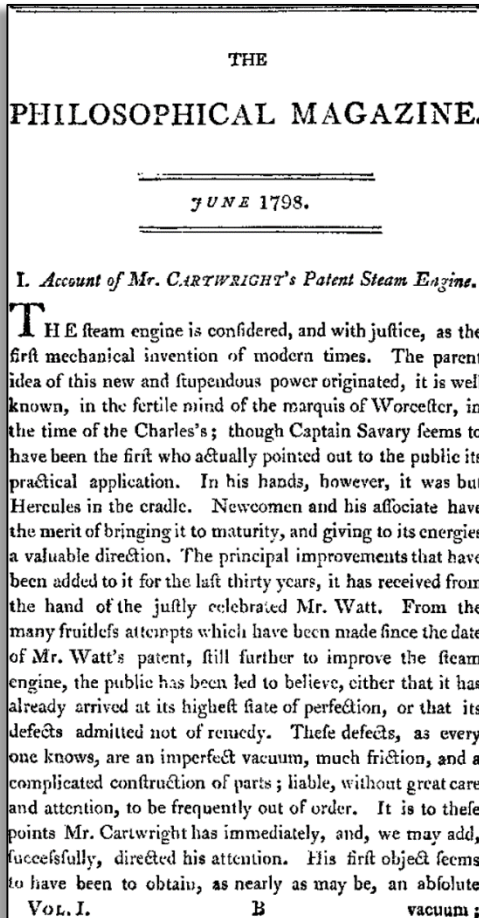 THE
PHILOSOPHICAL MAGAZINE.
JUNE 1798.
I. Account of Mr. CARTWRIGHT's Patent Steam Engine.
THE ſteam engine is conſidered, and with juſtice, as the
firſt mechanical invention of modern times. The parent
idea of this new and ſtupendous power originated, it is well
known, in the fertile mind of the marquis of Worceſter, in
the time of the Charles's; though Captain Savary ſeems to
have been the firſt who actually pointed out to the public its
practical application. In his hands, however, it was but
Hercules in the cradle. Newcomen and his aſſociate have
the merit of bringing it to maturity, and giving to its energies
a valuable direction. The principal improvements that have
been added to it for the laſt thirty years, it has received from
the hand of the juſtly celebrated Mr. Watt. From the
many fruitleſs attempts which have been made ſince the date
of Mr. Watt's patent, ſtill further to improve the ſteam
engine, the public has been led to believe, either that it has
already arrived at its higheſt ſtate of perfection, or that its
defects admitted not of remedy. Theſe defects, as every
one knows, are an imperfect vacuum, much friction, and a
complicated conſtruction of parts; liable, without great care
and attention, to be frequently out of order. It is to theſe
points Mr. Cartwright has immediately, and, we may add,
ſucceſsfully, directed his attention. His firſt object ſeems
to have been to obtain, as nearly as may be, an abſolute
VOL. I. B vacuum;